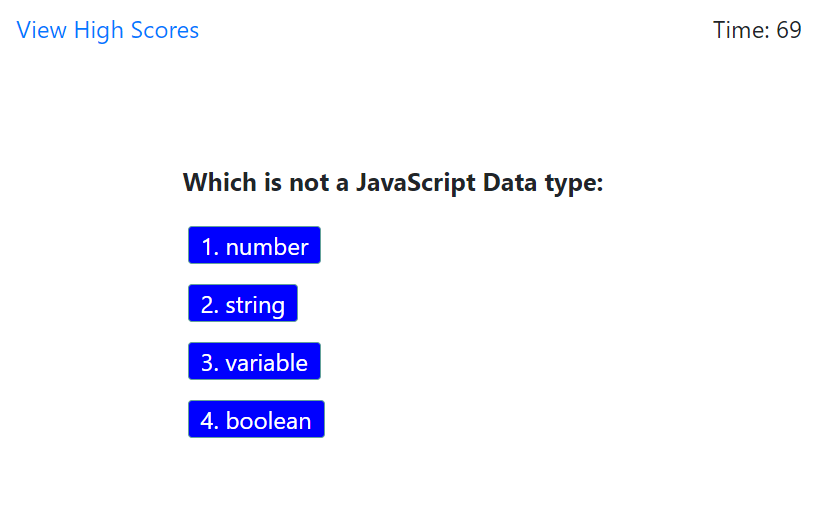 View High Scores
Time: 69
Which is not a JavaScript Data type:
1. number
2. string
3. variable
4. boolean